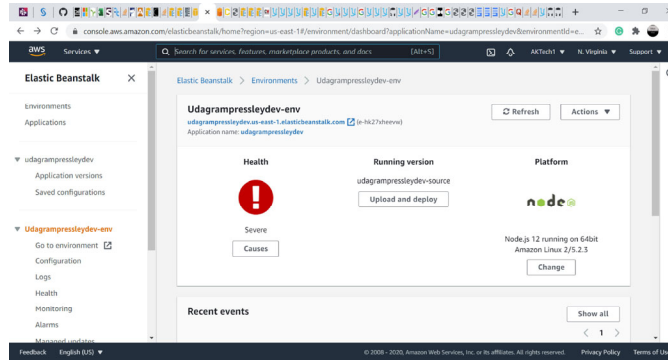 console.aws.amazon.com/elasticbeanstalk/home?region=us-east-1#/environment/dashboard?applicationName=udagrampressleydev&environmentId=e...
aws Services ▼ Search for services, features, marketplace products, and docs [Alt+S] AKTech1 ▼ N. Virginia ▼ Support ▼
Elastic Beanstalk ×
Environments
Applications
▼ udagrampressleydev
Application versions
Saved configurations
▼ Udagrampressleydev-env
Go to environment
Configuration
Logs
Health
Monitoring
Alarms
Managed updates
Elastic Beanstalk > Environments > Udagrampressleydev-env
Udagrampressleydev-env
Refresh
Actions ▼
udagrampressleydev.us-east-1.elasticbeanstalk.com (e-hk27xheevw)
Application name: udagrampressleydev
Health
Severe
Causes
Running version
udagrampressleydev-source
Upload and deploy
Platform
node
Node.js 12 running on 64bit
Amazon Linux 2/5.2.3
Change
Recent events
Show all
< 1 >
Feedback English (US) ▼ © 2008 - 2020, Amazon Web Services, Inc. or its affiliates. All rights reserved. Privacy Policy Terms of Us